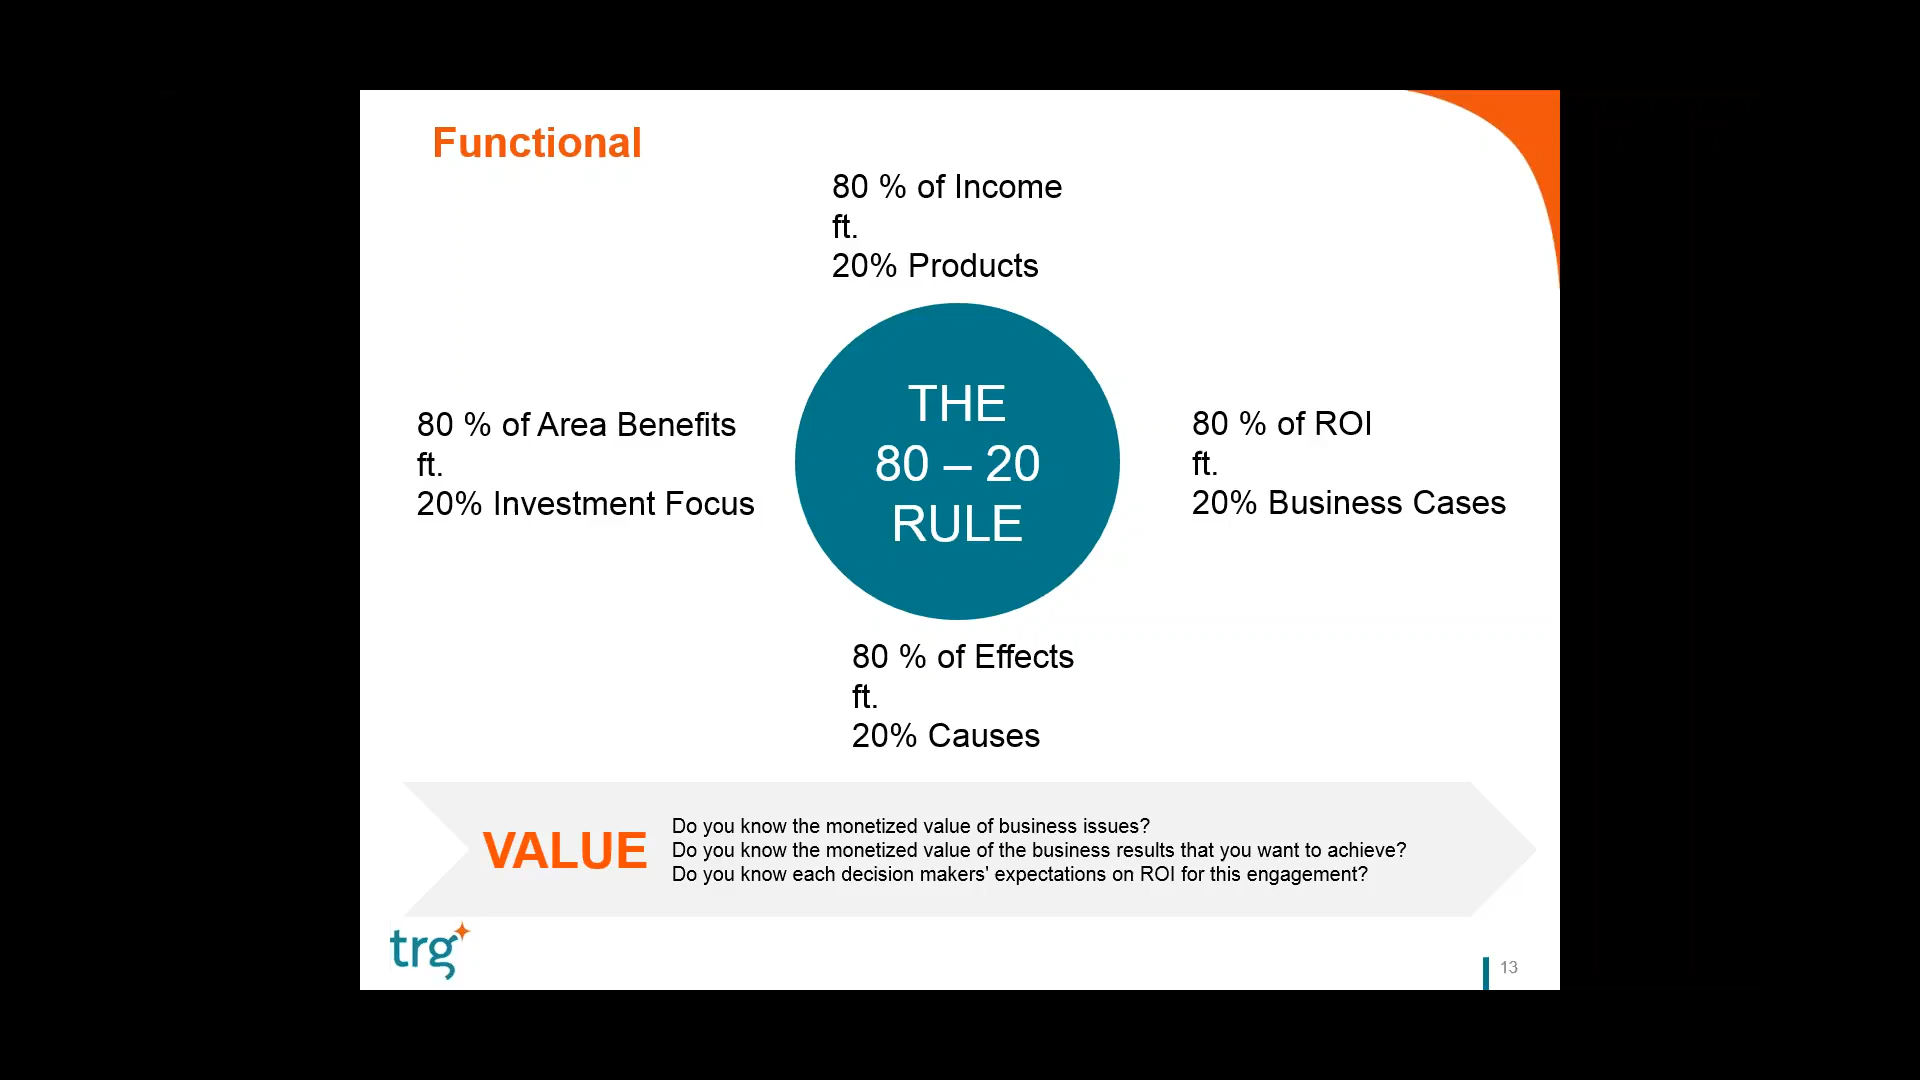 Functional
80 % of Income
ft.
20% Products
80 % of Area Benefits
ft.
20% Investment Focus
THE
80 – 20
RULE
80 % of ROI
ft.
20% Business Cases
80 % of Effects
ft.
20% Causes
VALUE
Do you know the monetized value of business issues?
Do you know the monetized value of the business results that you want to achieve?
Do you know each decision makers' expectations on ROI for this engagement?
trg
13